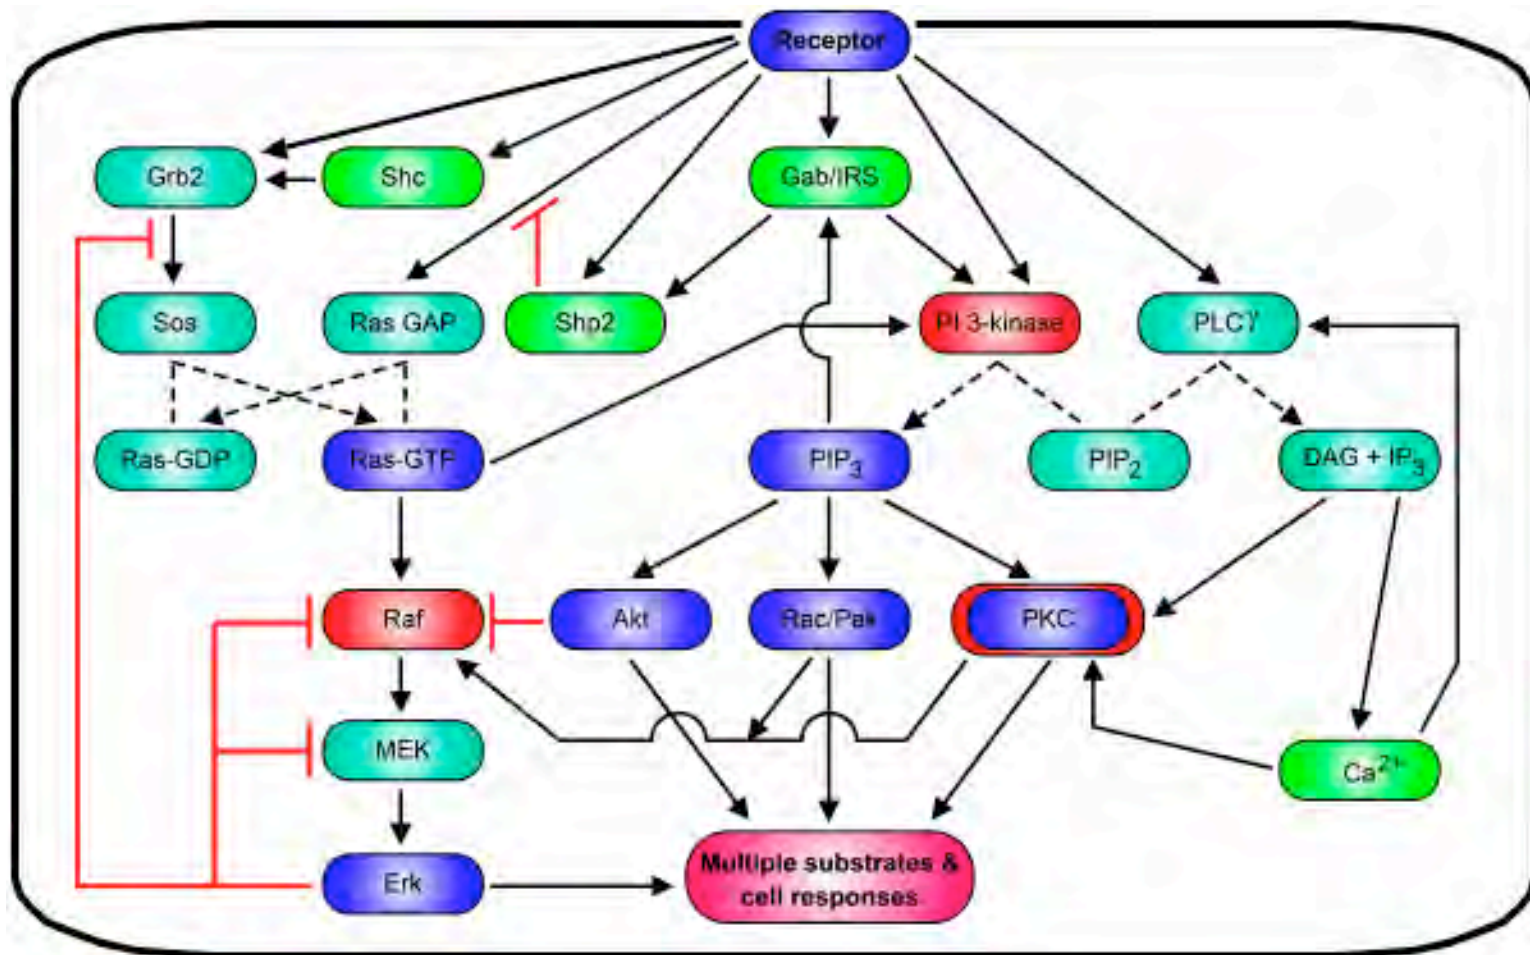 Receptor
Grb2
Shc
Gab/IRS
Sos
Ras GAP
Shp2
PI 3-kinase
PLCγ
Ras-GDP
Ras-GTP
PIP3
PIP2
DAG + IP3
Raf
Akt
Rac/Pak
PKC
MEK
Ca2+
Erk
Multiple substrates &
cell responses